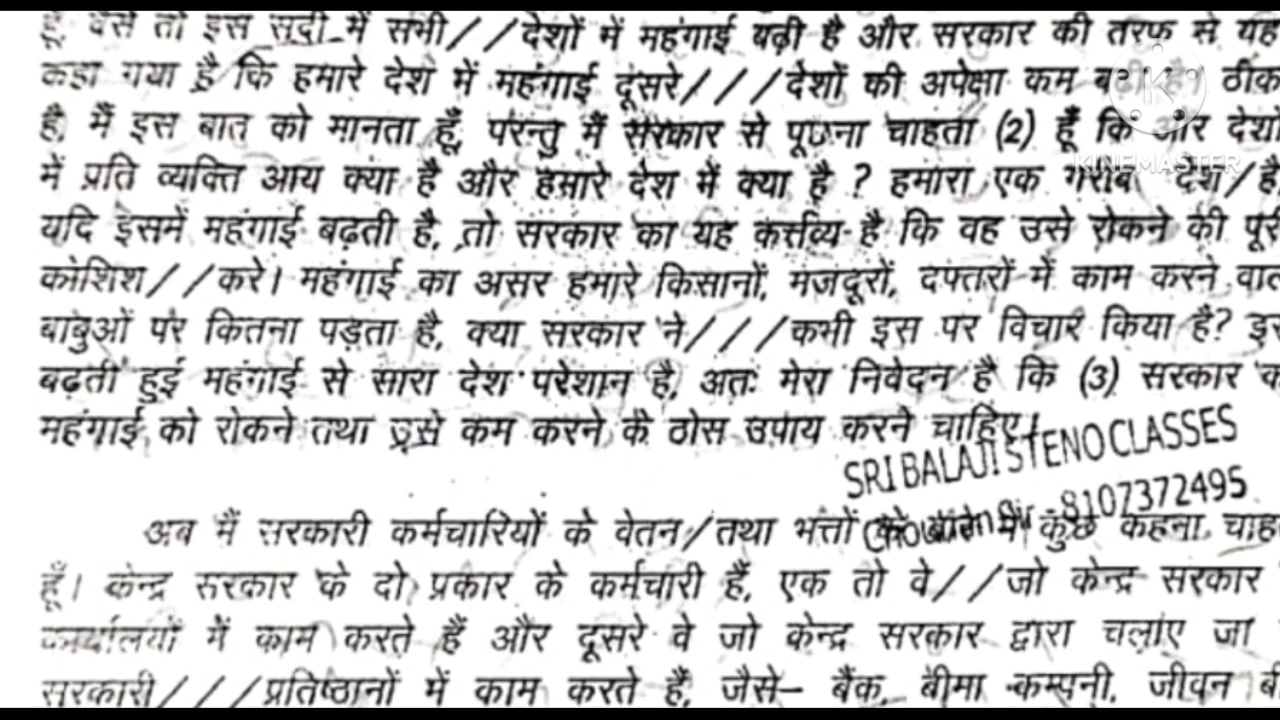 हूँ। वैसे तो इस सदी में सभी//देशों में महंगाई बढ़ी है और सरकार की तरफ से यह
कहा गया है कि हमारे देश में महंगाई दूसरे///देशों की अपेक्षा कम बढ़ी है। ठीक
है, मैं इस बात को मानता हूँ, परन्तु मैं सरकार से पूछना चाहता (2) हूँ कि और देशों
में प्रति व्यक्ति आय क्या है और हमारे देश में क्या है ? हमारा एक गरीब देश/है
यदि इसमें महंगाई बढ़ती है, तो सरकार का यह कर्त्तव्य है कि वह उसे रोकने की पूरी
कोशिश//करे। महंगाई का असर हमारे किसानों, मजदूरों, दफ्तरों में काम करने वाले
बाबुओं पर कितना पड़ता है, क्या सरकार ने///कभी इस पर विचार किया है? इस
बढ़ती हुई महंगाई से सारा देश परेशान है, अतः मेरा निवेदन है कि (3) सरकार को
महंगाई को रोकने तथा उसे कम करने के ठोस उपाय करने चाहिए।
SRI BALAJI STENO CLASSES
8107372495
अब मैं सरकारी कर्मचारियों के वेतन/तथा भत्तों के बारे में कुछ कहना चाहता
हूँ। केन्द्र सरकार के दो प्रकार के कर्मचारी हैं, एक तो वे//जो केन्द्र सरकार
कार्यालयों में काम करते हैं और दूसरे वे जो केन्द्र सरकार द्वारा चलाए जा
सरकारी///प्रतिष्ठानों में काम करते हैं, जैसे– बैंक, बीमा कम्पनी, जीवन
KINEMASTER